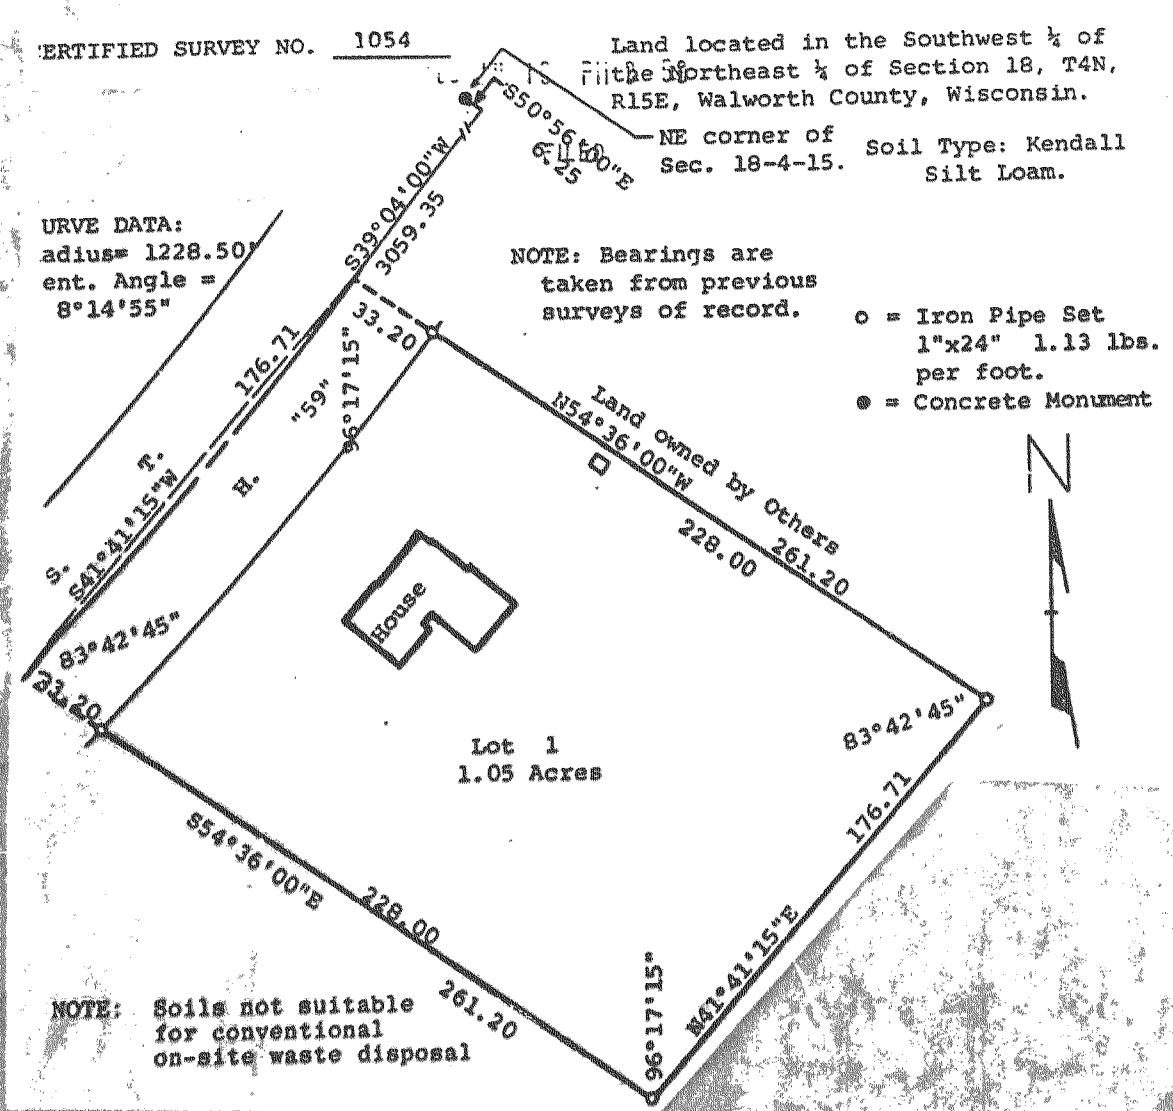 ERTIFIED SURVEY NO. 1054
Land located in the Southwest ¼ of
the Northeast ¼ of Section 18, T4N,
R15E, Walworth County, Wisconsin.
S50°56'00"E
6.25
NE corner of
Sec. 18-4-15.
Soil Type: Kendall
Silt Loam.
URVE DATA:
adius= 1228.50'
ent. Angle =
8°14'55"
S39°04'00"W
3059.35
NOTE: Bearings are
taken from previous
surveys of record.
o = Iron Pipe Set
1"x24" 1.13 lbs.
per foot.
● = Concrete Monument
N
33.20
176.71
"59"
96°17'15"
Land owned by Others
N54°36'00"W
228.00
261.20
S. T. H.
S41°41'15"W
83°42'45"
33.20
House
Lot 1
1.05 Acres
83°42'45"
176.71
N41°41'15"E
S54°36'00"E
228.00
261.20
96°17'15"
NOTE: Soils not suitable
for conventional
on-site waste disposal